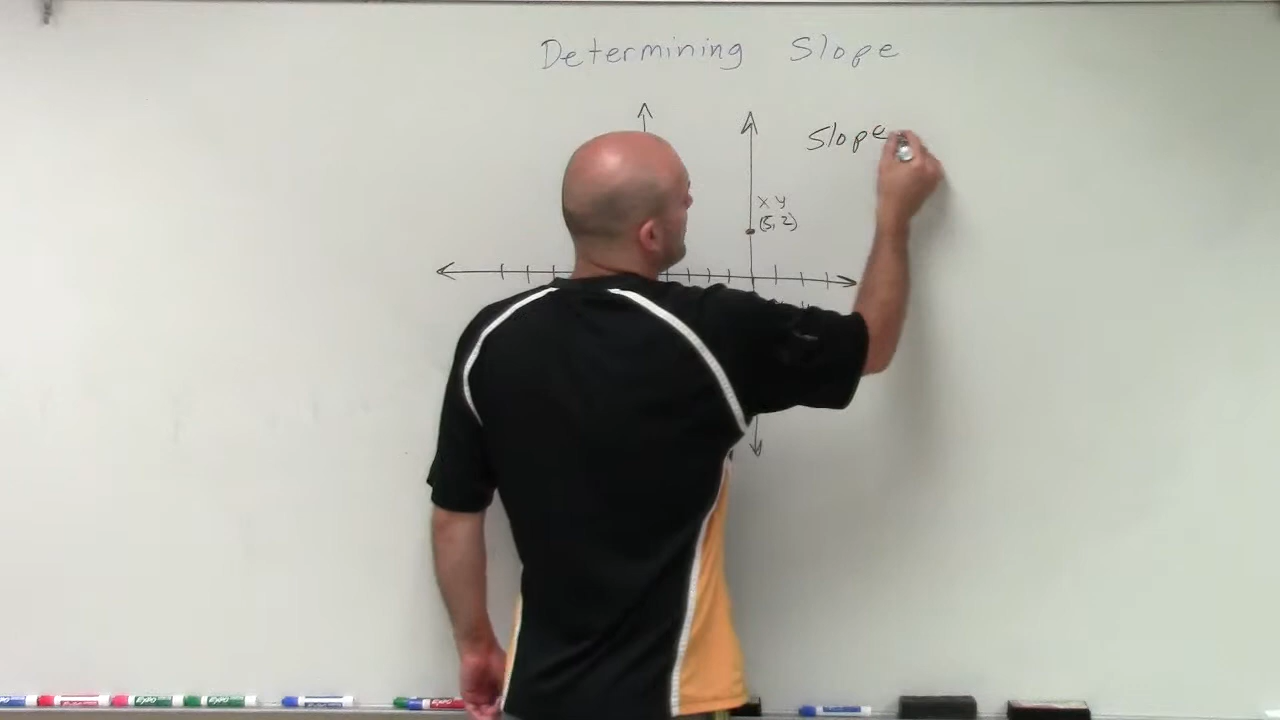 Determining Slope
Slope
x y
(5, 2)